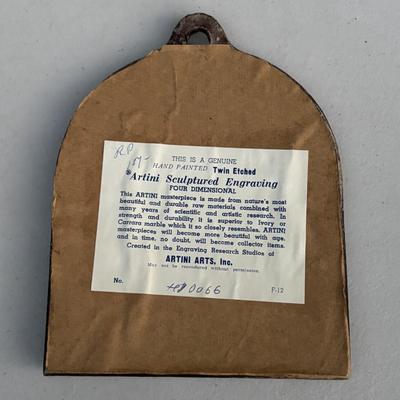 RP
THIS IS A GENUINE
HAND PAINTED Twin Etched
*Artini Sculptured Engraving
FOUR DIMENSIONAL
This ARTINI masterpiece is made from nature's most
beautiful and durable raw materials combined with
many years of scientific and artistic research. In
strength and durability it is superior to Ivory or
Carrara marble which it so closely resembles. ARTINI
masterpieces will become more beautiful with age,
and in time, no doubt, will become collector items.
Created in the Engraving Research Studios of
ARTINI ARTS, Inc.
May not be reproduced without permission.
No.
0066
F-12